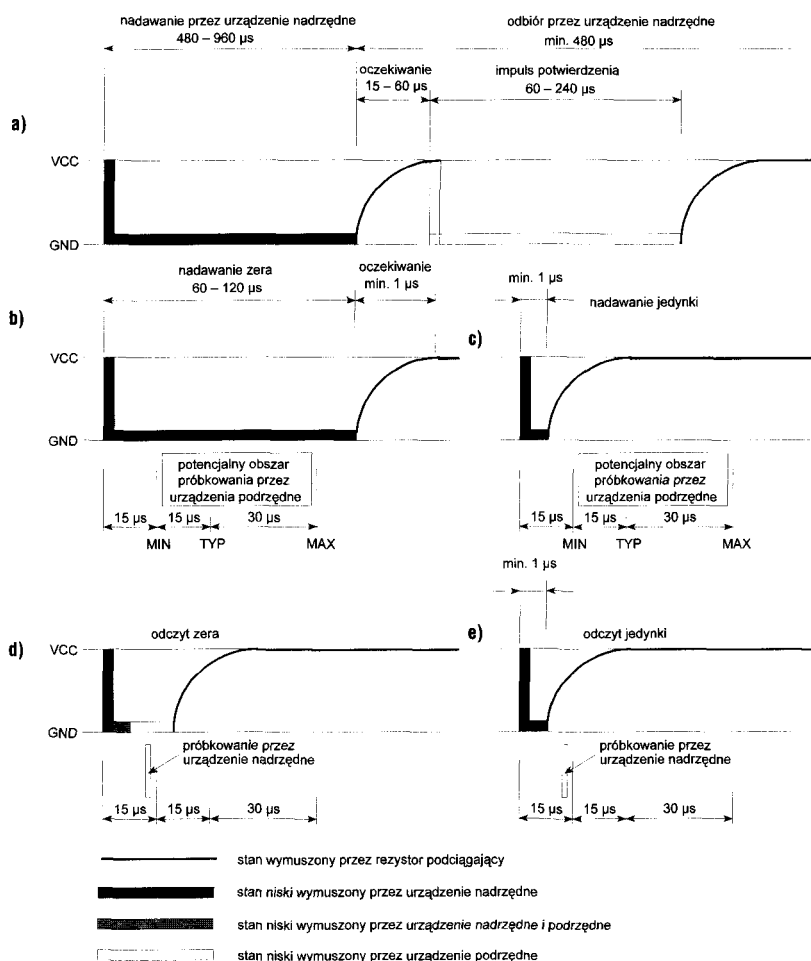 nadawanie przez urządzenie nadrzędne
480 – 960 µs
odbiór przez urządzenie nadrzędne
min. 480 µs
oczekiwanie
15 – 60 µs
impuls potwierdzenia
60–240 µs
a)
VCC
GND
nadawanie zera
60 – 120 µs
oczekiwanie
min. 1 µs
b)
VCC
GND
potencjalny obszar
próbkowania przez
urządzenia podrzędne
15 µs
15 µs
30 µs
MIN
TYP
MAX
c)
min. 1 µs
nadawanie jedynki
potencjalny obszar
próbkowania przez
urządzenia podrzędne
15 µs
15 µs
30 µs
MIN
TYP
MAX
d)
odczyt zera
VCC
GND
próbkowanie przez
urządzenie nadrzędne
15 µs
15 µs
30 µs
min. 1 µs
e)
odczyt jedynki
próbkowanie przez
urządzenie nadrzędne
15 µs
15 µs
30 µs
stan wymuszony przez rezystor podciągający
stan niski wymuszony przez urządzenie nadrzędne
stan niski wymuszony przez urządzenie nadrzędne i podrzędne
stan niski wymuszony przez urządzenie podrzędne